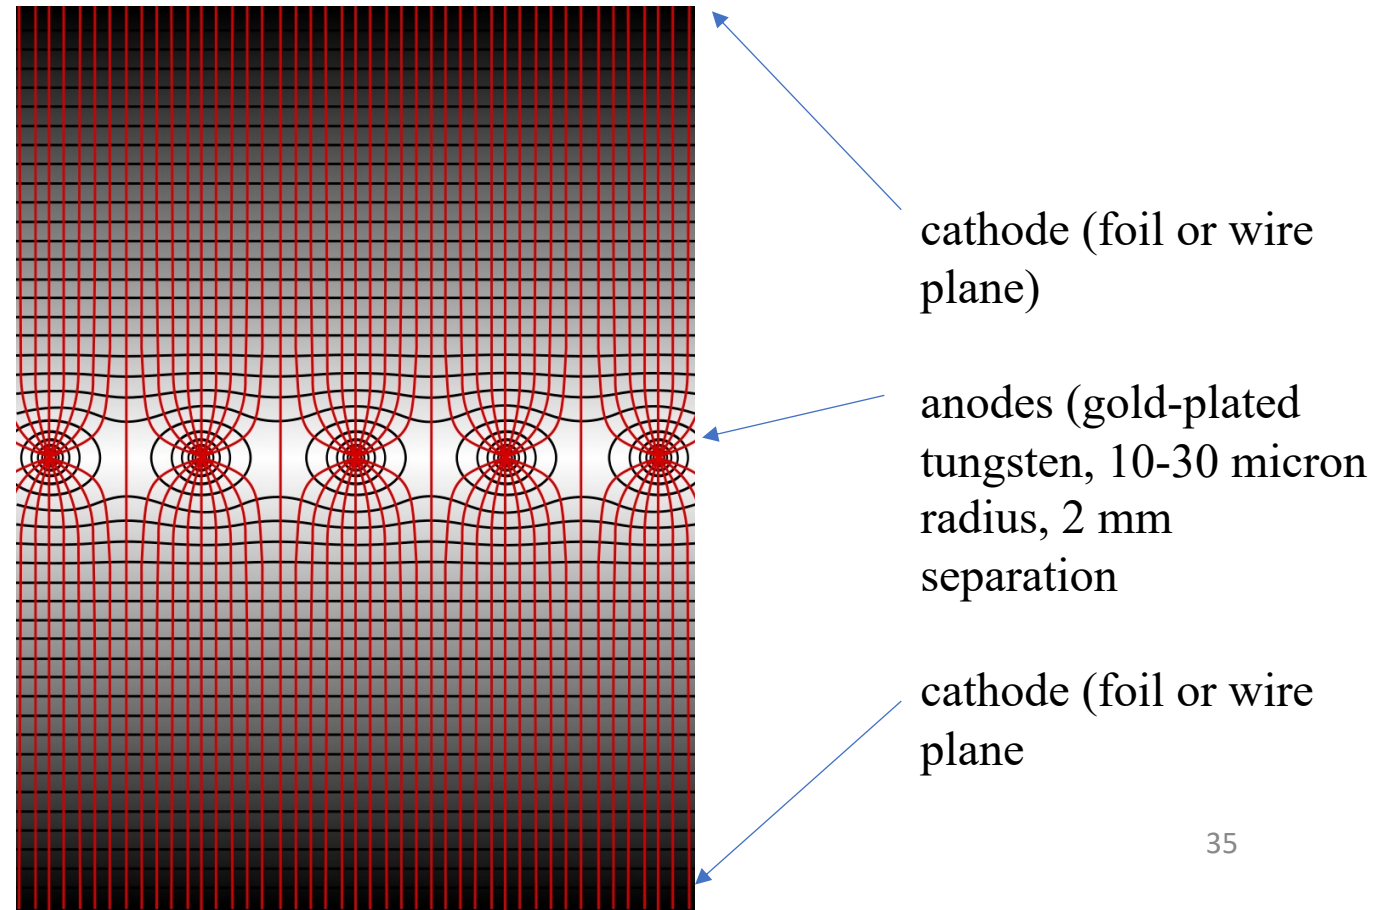 cathode (foil or wire
plane)
anodes (gold-plated
tungsten, 10-30 micron
radius, 2 mm
separation
cathode (foil or wire
plane
35